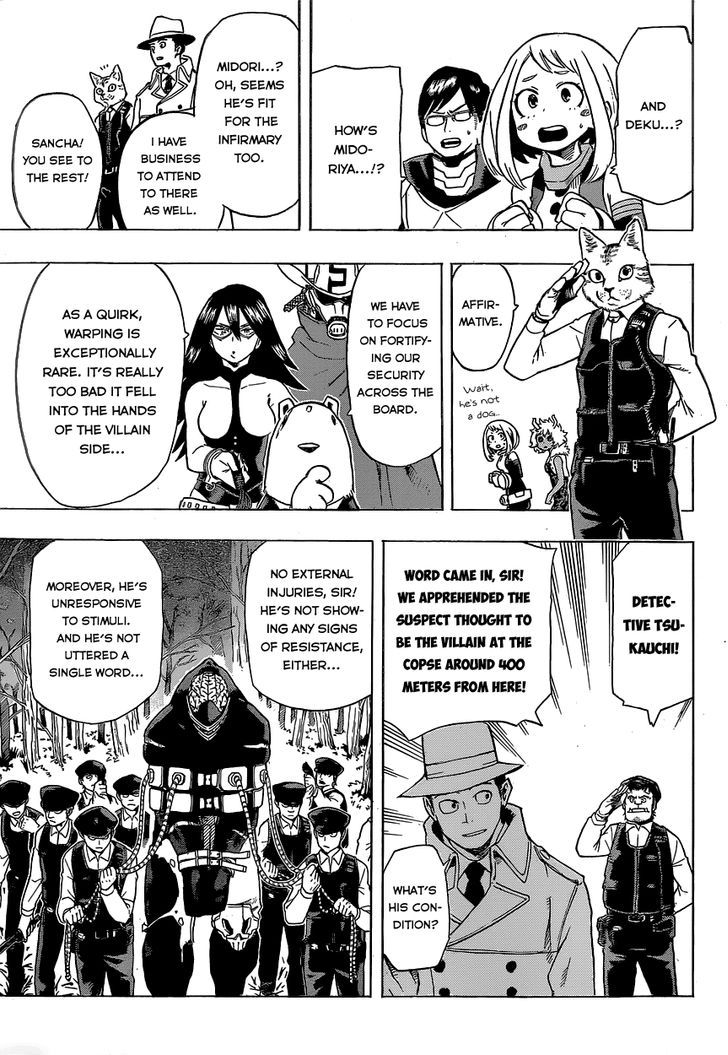 AND
DEKU...?
HOW'S
MIDO-
RIYA...!?
MIDORI...?
OH, SEEMS
HE'S FIT
FOR THE
INFIRMARY
TOO.
I HAVE
BUSINESS
TO ATTEND
TO THERE
AS WELL.
SANCHA!
YOU SEE TO
THE REST!
AFFIR-
MATIVE.
Wait,
he's not
a dog..
WE HAVE
TO FOCUS
ON FORTIFY-
ING OUR
SECURITY
ACROSS THE
BOARD.
AS A QUIRK,
WARPING IS
EXCEPTIONALLY
RARE. IT'S REALLY
TOO BAD IT FELL
INTO THE HANDS
OF THE VILLAIN
SIDE...
DETEC-
TIVE TSU-
KAUCHI!
WORD CAME IN, SIR!
WE APPREHENDED THE
SUSPECT THOUGHT TO
BE THE VILLAIN AT THE
COPSE AROUND 400
METERS FROM HERE!
WHAT'S
HIS CON-
DITION?
NO EXTERNAL
INJURIES, SIR!
HE'S NOT SHOW-
ING ANY SIGNS
OF RESISTANCE,
EITHER...
MOREOVER, HE'S
UNRESPONSIVE
TO STIMULI.
AND HE'S NOT
UTTERED A
SINGLE WORD...